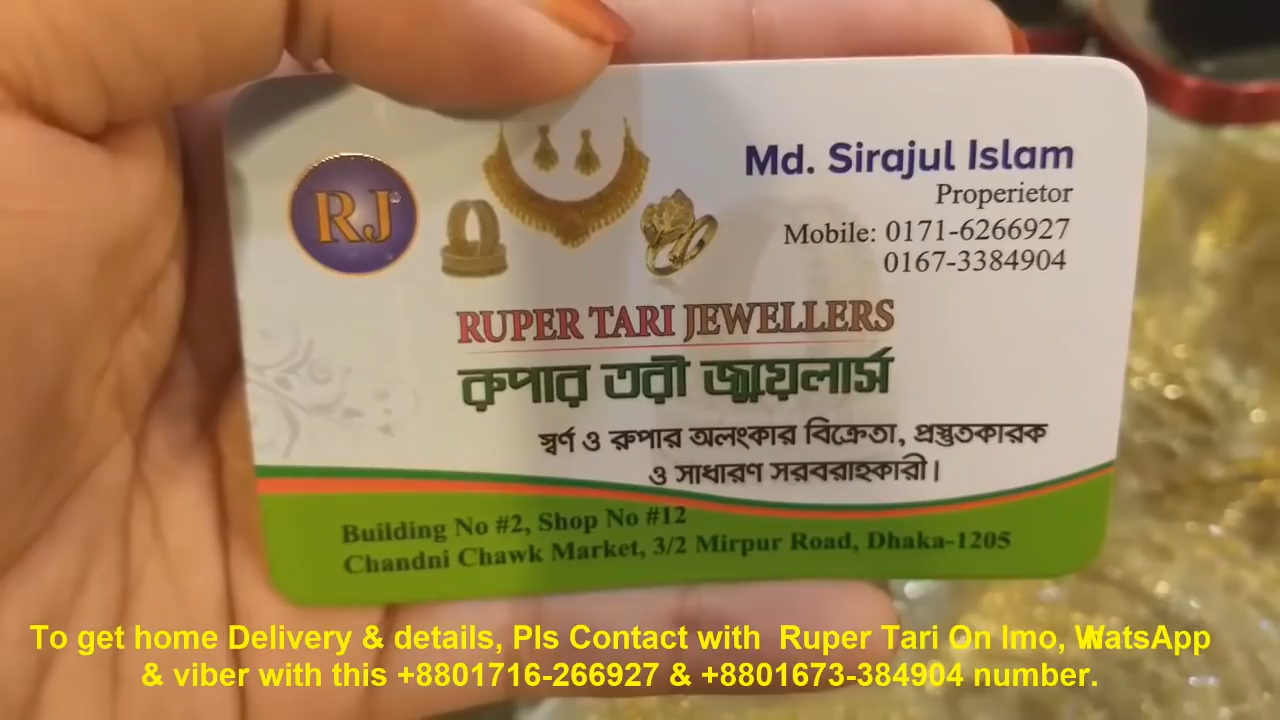 RJ
Md. Sirajul Islam
Properietor
Mobile: 0171-6266927
0167-3384904
RUPER TARI JEWELLERS
রুপার তরী জুয়েলার্স
স্বর্ণ ও রুপার অলংকার বিক্রেতা, প্রস্তুতকারক
ও সাধারণ সরবরাহকারী।
Building No #2, Shop No #12
Chandni Chawk Market, 3/2 Mirpur Road, Dhaka-1205
To get home Delivery & details, Pls Contact with Ruper Tari On Imo, WatsApp
& viber with this +8801716-266927 & +8801673-384904 number.